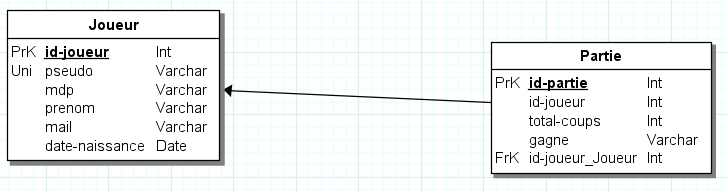 Joueur
PrK id-joueur Int
Uni pseudo Varchar
mdp Varchar
prenom Varchar
mail Varchar
date-naissance Date
Partie
PrK id-partie Int
id-joueur Int
total-coups Int
gagne Varchar
FrK id-joueur_Joueur Int